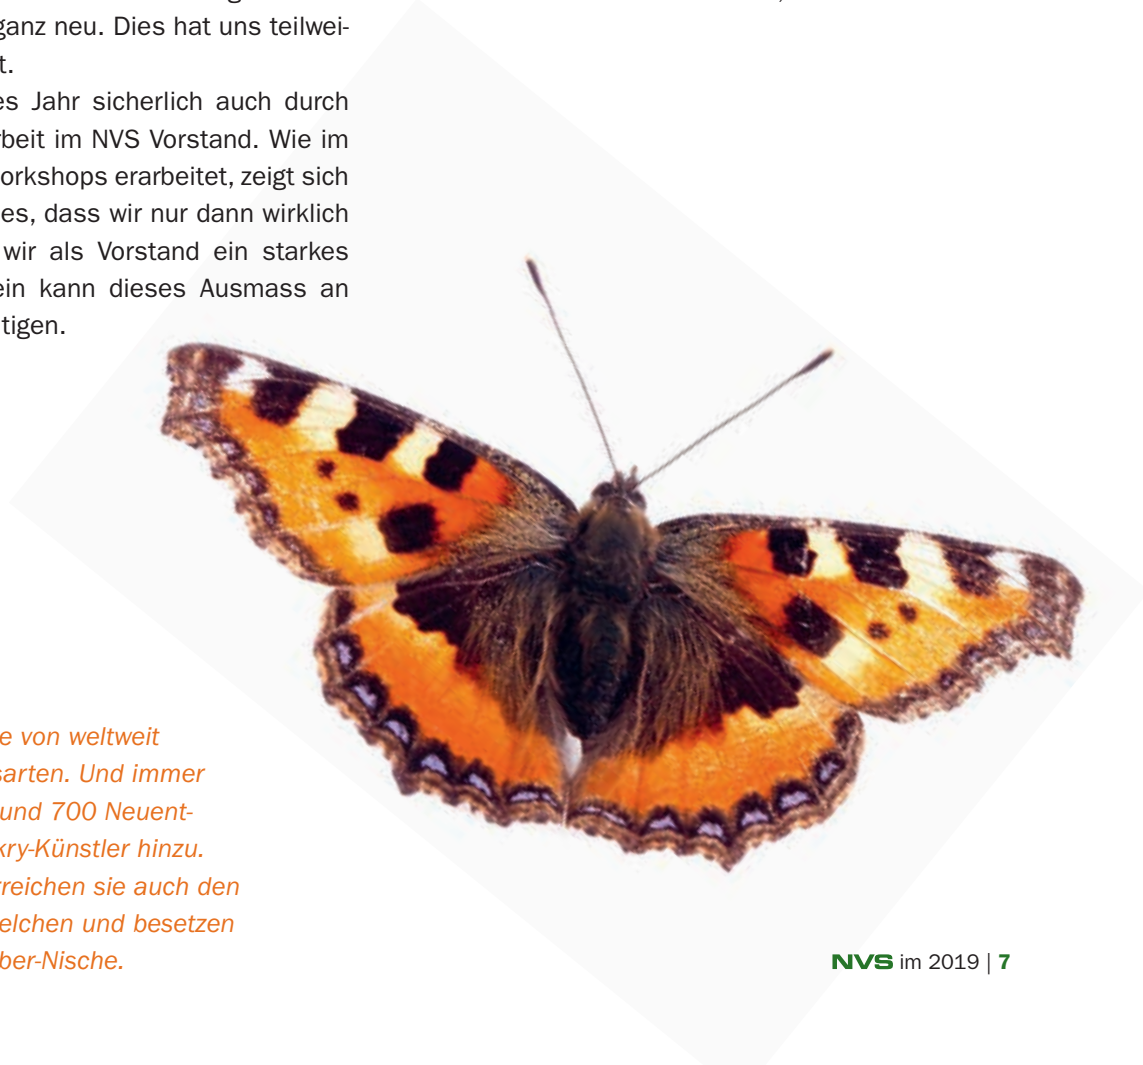 ganz neu. Dies hat uns teilwei-
t.
es Jahr sicherlich auch durch
rbeit im NVS Vorstand. Wie im
orkshops erarbeitet, zeigt sich
es, dass wir nur dann wirklich
wir als Vorstand ein starkes
ein kann dieses Ausmass an
tigen.
e von weltweit
sarten. Und immer
und 700 Neuent-
kry-Künstler hinzu.
rreichen sie auch den
elchen und besetzen
ber-Nische.
NVS im 2019 | 7